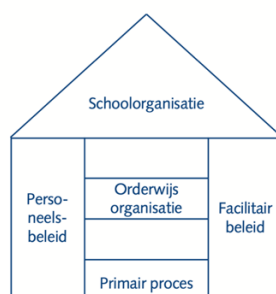 Schoolorganisatie
Perso-
neels-
beleid
Orderwijs
organisatie
Facilitair
beleid
Primair proces